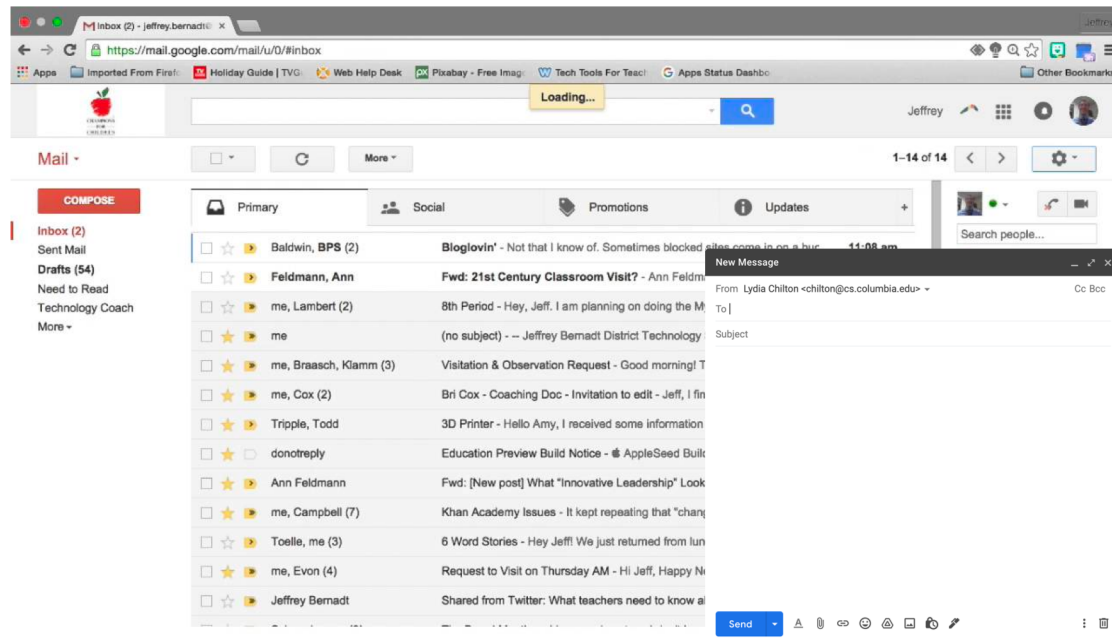 Jeffrey
M Inbox (2) - jeffrey.bernadt@ ×
https://mail.google.com/mail/u/0/#inbox
Apps Imported From Firefo Holiday Guide | TVG Web Help Desk Pixabay - Free Imag Tech Tools For Teach Apps Status Dashbo Other Bookmarks
Loading...
Jeffrey
CHAMPIONS
FOR
CHILDREN
Mail
More
1–14 of 14
COMPOSE
Primary Social Promotions Updates +
Inbox (2)
Sent Mail
Drafts (54)
Need to Read
Technology Coach
More
Search people...
Baldwin, BPS (2) Bloglovin' - Not that I know of. Sometimes blocked sites come in on a bur 11:08 am
Feldmann, Ann Fwd: 21st Century Classroom Visit? - Ann Feldm
me, Lambert (2) 8th Period - Hey, Jeff. I am planning on doing the M
me (no subject) - -- Jeffrey Bernadt District Technology
me, Braasch, Klamm (3) Visitation & Observation Request - Good morning! T
me, Cox (2) Bri Cox - Coaching Doc - Invitation to edit - Jeff, I fin
Tripple, Todd 3D Printer - Hello Amy, I received some information
donotreply Education Preview Build Notice - AppleSeed Build
Ann Feldmann Fwd: [New post] What "Innovative Leadership" Look
me, Campbell (7) Khan Academy Issues - It kept repeating that "chang
Toelle, me (3) 6 Word Stories - Hey Jeff! We just returned from lun
me, Evon (4) Request to Visit on Thursday AM - Hi Jeff, Happy Ne
Jeffrey Bernadt Shared from Twitter: What teachers need to know a
New Message
From Lydia Chilton <chilton@cs.columbia.edu> Cc Bcc
To
Subject
Send